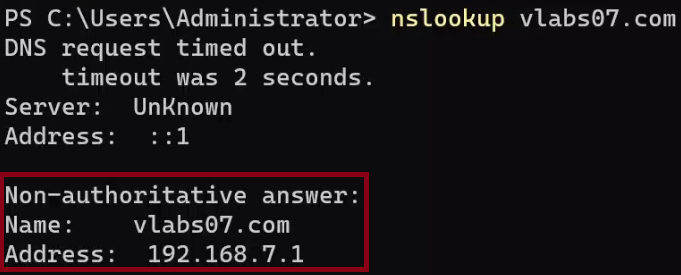 PS C:\Users\Administrator> nslookup vlabs07.com
DNS request timed out.
    timeout was 2 seconds.
Server:  UnKnown
Address:  ::1

Non-authoritative answer:
Name:    vlabs07.com
Address:  192.168.7.1